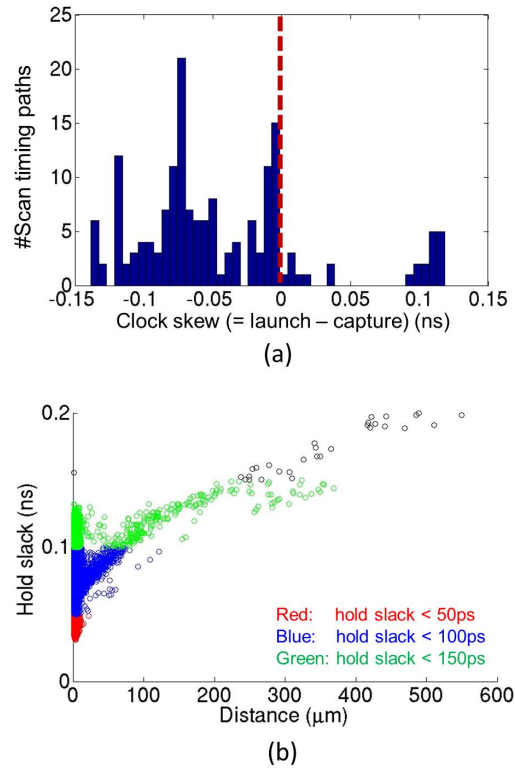 25
20
15
10
5
0
#Scan timing paths
-0.15 -0.1 -0.05 0 0.05 0.1 0.15
Clock skew (= launch – capture) (ns)
(a)
0.2
0.1
0
Hold slack (ns)
Red: hold slack < 50ps
Blue: hold slack < 100ps
Green: hold slack < 150ps
0 100 200 300 400 500 600
Distance (μm)
(b)